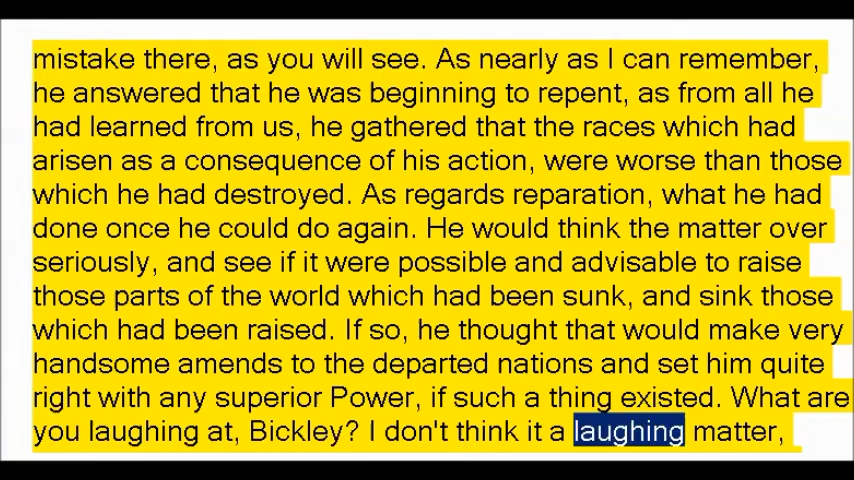 mistake there, as you will see. As nearly as I can remember,
he answered that he was beginning to repent, as from all he
had learned from us, he gathered that the races which had
arisen as a consequence of his action, were worse than those
which he had destroyed. As regards reparation, what he had
done once he could do again. He would think the matter over
seriously, and see if it were possible and advisable to raise
those parts of the world which had been sunk, and sink those
which had been raised. If so, he thought that would make very
handsome amends to the departed nations and set him quite
right with any superior Power, if such a thing existed. What are
you laughing at, Bickley? I don't think it a laughing matter,